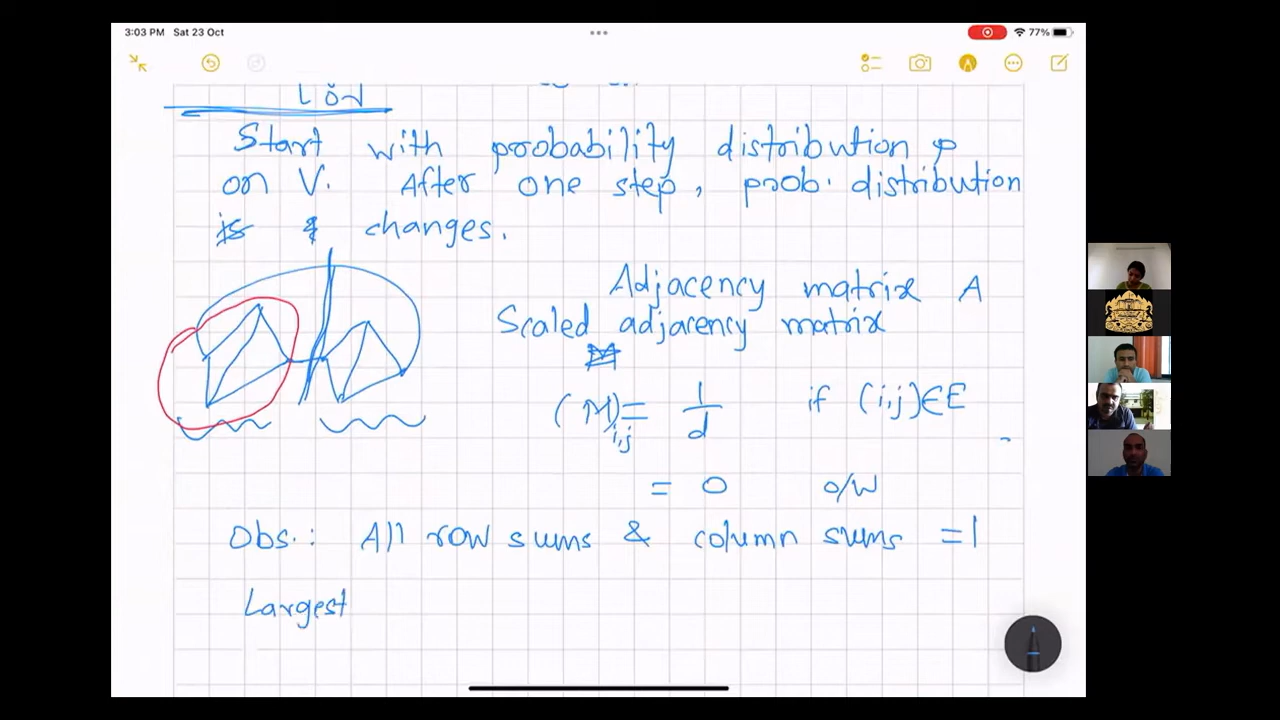 3:03 PM Sat 23 Oct
77%
Start with probability distribution p
on V. After one step, prob. distribution
is changes.
Adjacency matrix A
Scaled adjacency matrix
M
(M)i,j = 1/d if (i,j)∈E
= 0 o/w
Obs.: All row sums & column sums = 1
Largest